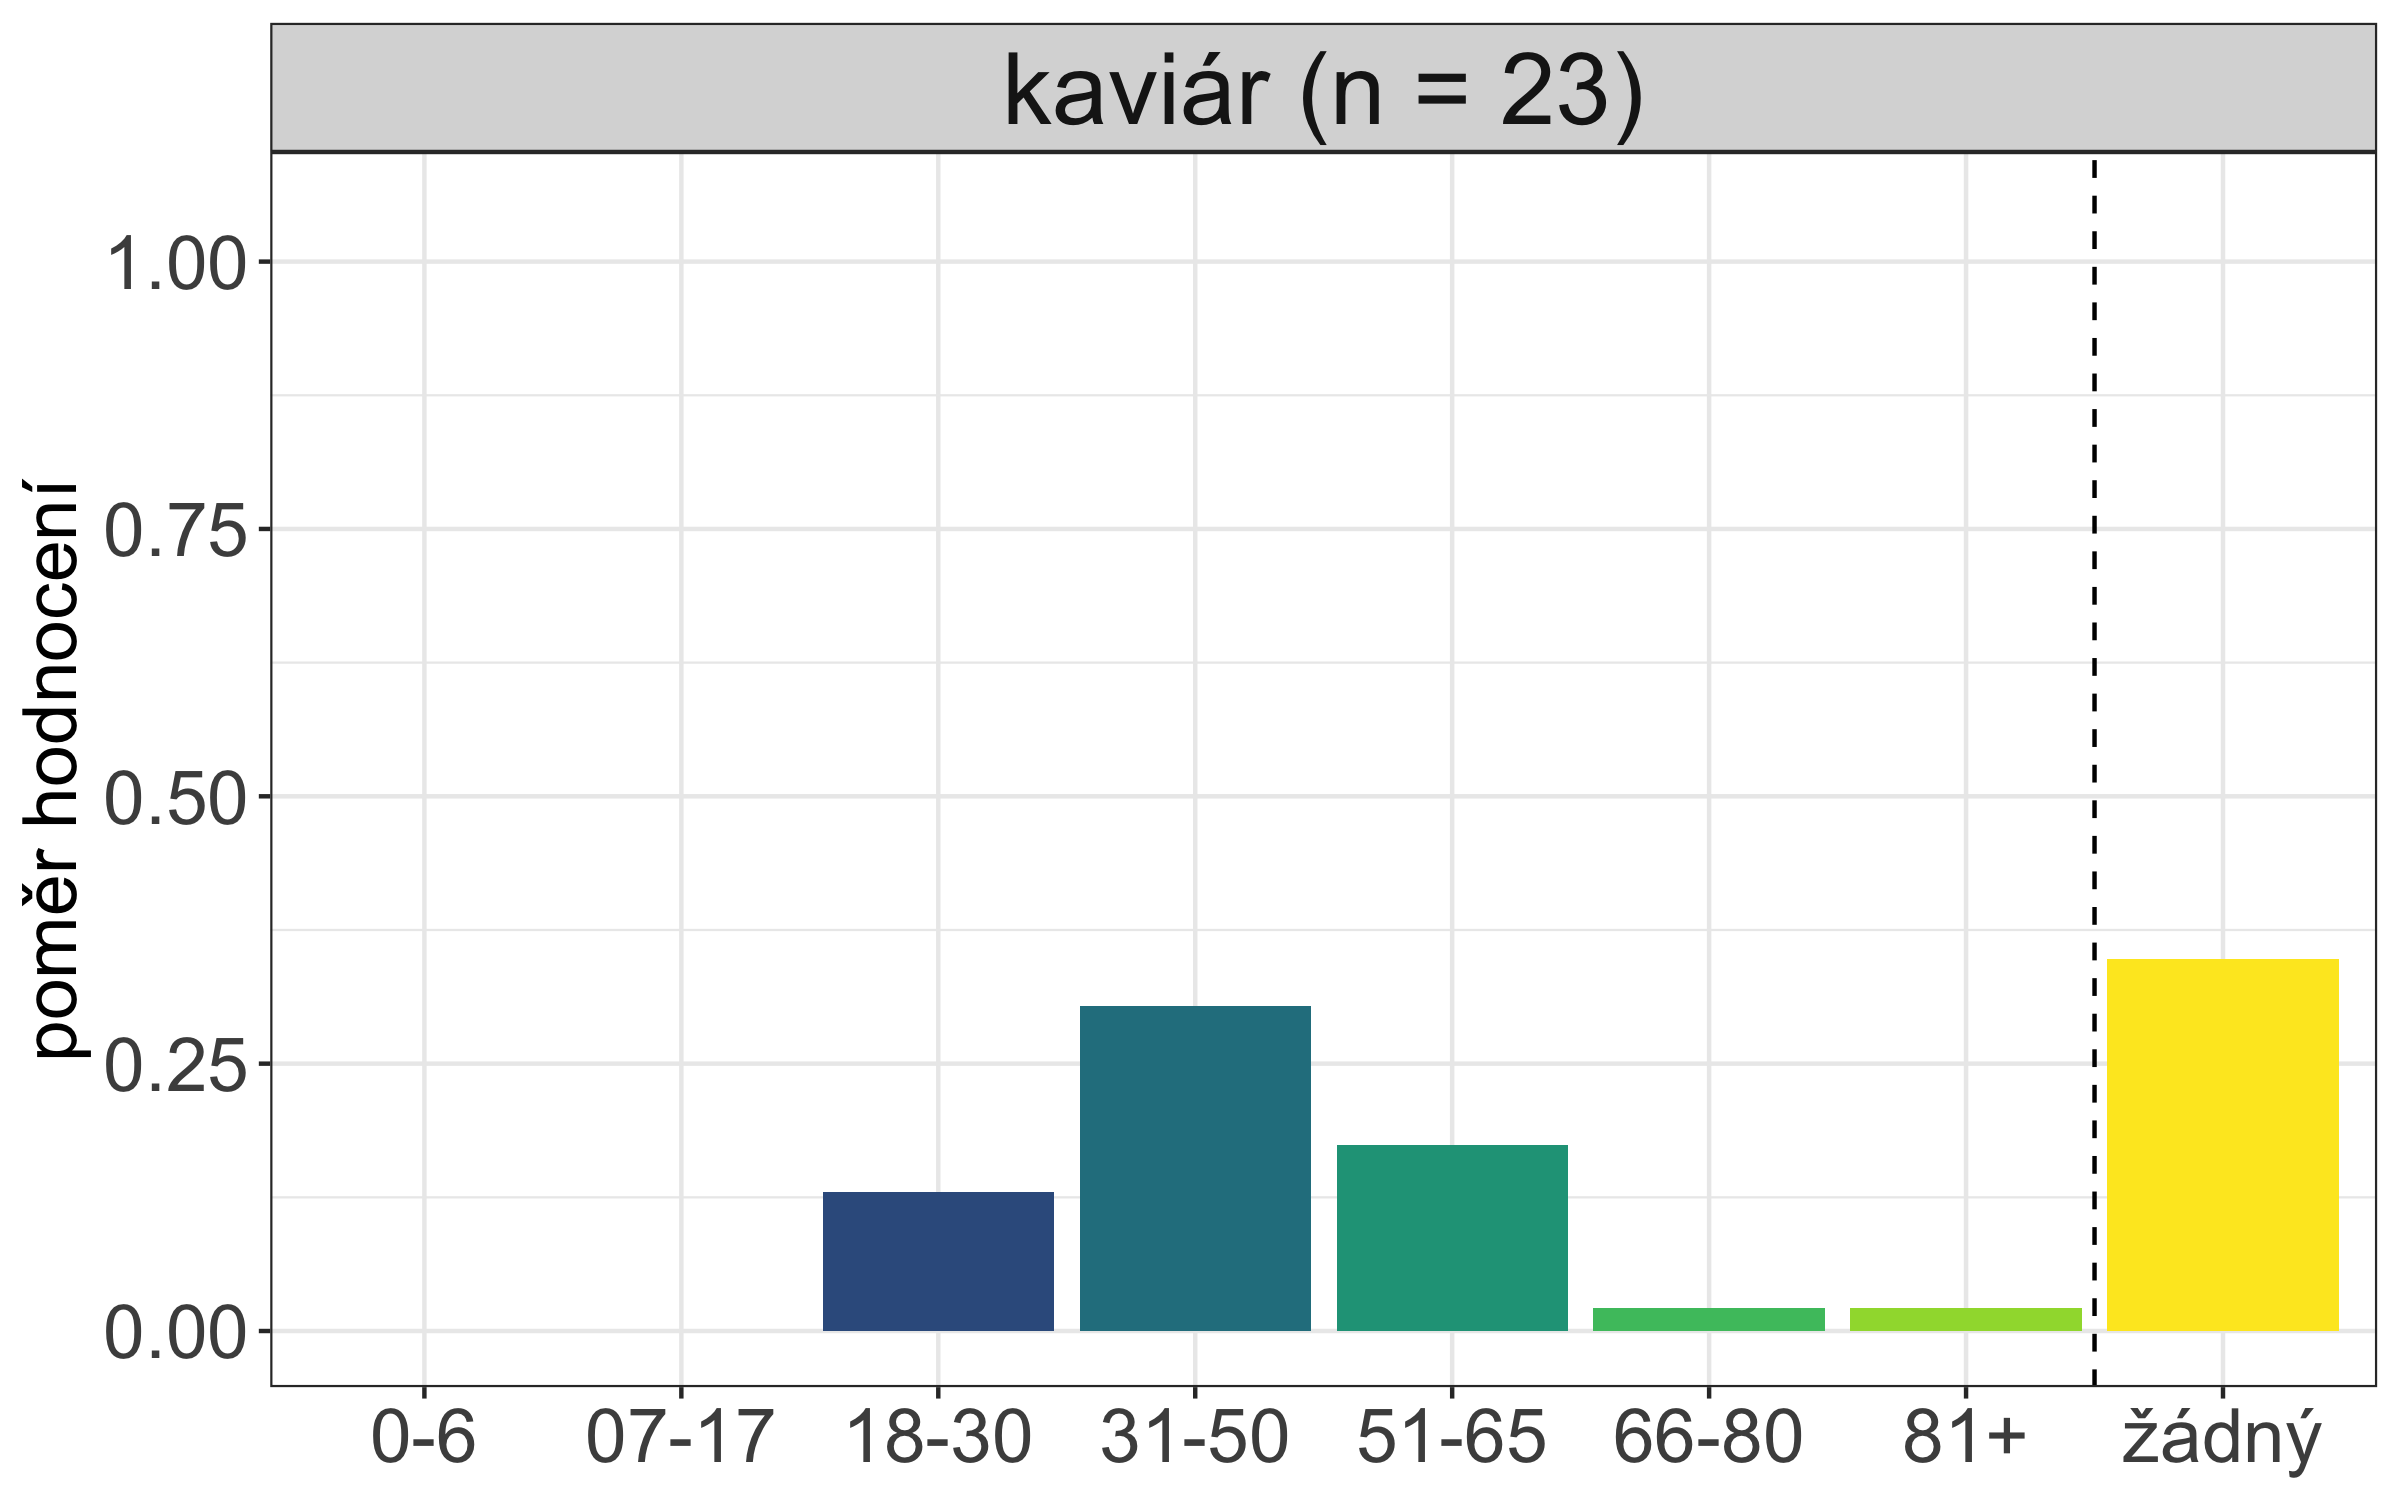 kaviár (n = 23)
poměr hodnocení
1.00
0.75
0.50
0.25
0.00
0-6 07-17 18-30 31-50 51-65 66-80 81+ žádný